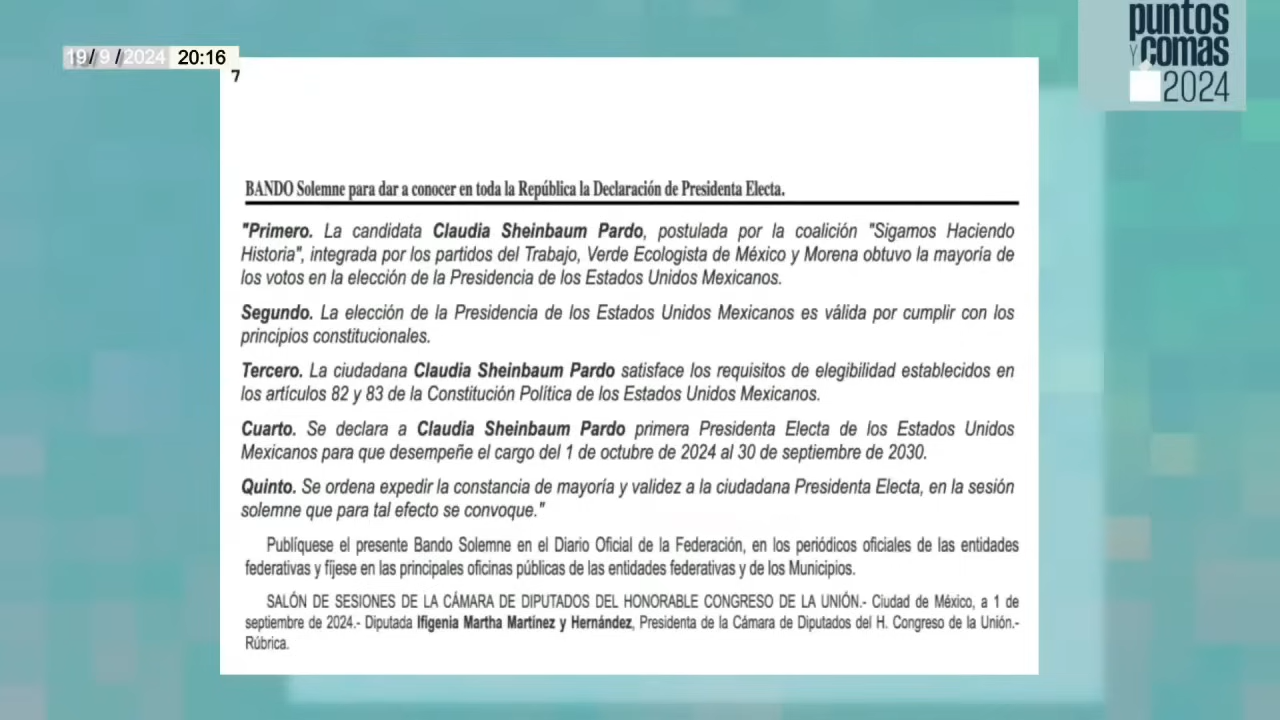 19/ 9 /2024 20:16
puntos
Y comas
2024
7
BANDO Solemne para dar a conocer en toda la República la Declaración de Presidenta Electa.
"Primero. La candidata Claudia Sheinbaum Pardo, postulada por la coalición "Sigamos Haciendo
Historia", integrada por los partidos del Trabajo, Verde Ecologista de México y Morena obtuvo la mayoría de
los votos en la elección de la Presidencia de los Estados Unidos Mexicanos.
Segundo. La elección de la Presidencia de los Estados Unidos Mexicanos es válida por cumplir con los
principios constitucionales.
Tercero. La ciudadana Claudia Sheinbaum Pardo satisface los requisitos de elegibilidad establecidos en
los artículos 82 y 83 de la Constitución Política de los Estados Unidos Mexicanos.
Cuarto. Se declara a Claudia Sheinbaum Pardo primera Presidenta Electa de los Estados Unidos
Mexicanos para que desempeñe el cargo del 1 de octubre de 2024 al 30 de septiembre de 2030.
Quinto. Se ordena expedir la constancia de mayoría y validez a la ciudadana Presidenta Electa, en la sesión
solemne que para tal efecto se convoque."
Publíquese el presente Bando Solemne en el Diario Oficial de la Federación, en los periódicos oficiales de las entidades
federativas y fíjese en las principales oficinas públicas de las entidades federativas y de los Municipios.
SALÓN DE SESIONES DE LA CÁMARA DE DIPUTADOS DEL HONORABLE CONGRESO DE LA UNIÓN.- Ciudad de México, a 1 de
septiembre de 2024.- Diputada Ifigenia Martha Martínez y Hernández, Presidenta de la Cámara de Diputados del H. Congreso de la Unión.-
Rúbrica.